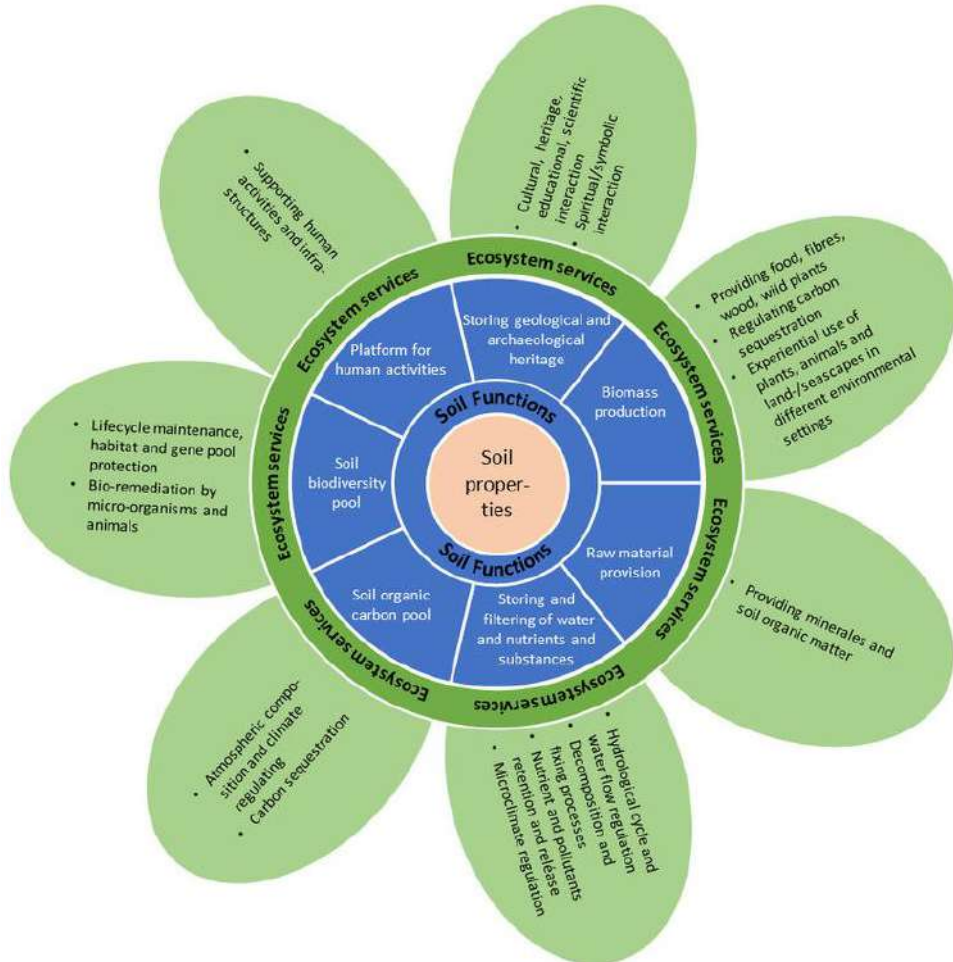 Soil
proper-
ties
Soil Functions
Soil Functions
Storing geological and
archaeological
heritage
Biomass
production
Raw material
provision
Storing and
filtering of water
and nutrients and
substances
Soil organic
carbon pool
Soil
biodiversity
pool
Platform for
human activities
Ecosystem services
Ecosystem services
Ecosystem services
Ecosystem services
Ecosystem services
Ecosystem services
Ecosystem services
• Cultural, heritage,
educational, scientific
interaction
• Spiritual/symbolic
interaction
• Providing food, fibres,
wood, wild plants
• Regulating carbon
sequestration
• Experiential use of
plants, animals and
land-/seascapes in
different environmental
settings
• Providing minerales and
soil organic matter
• Hydrological cycle and
water flow regulation
• Decomposition and
fixing processes
• Nutrient and pollutants
retention and release
• Microclimate regulation
• Atmospheric compo-
sition and climate
regulating
• Carbon sequestration
• Lifecycle maintenance,
habitat and gene pool
protection
• Bio-remediation by
micro-organisms and
animals
• Supporting human
activities and infra-
structures